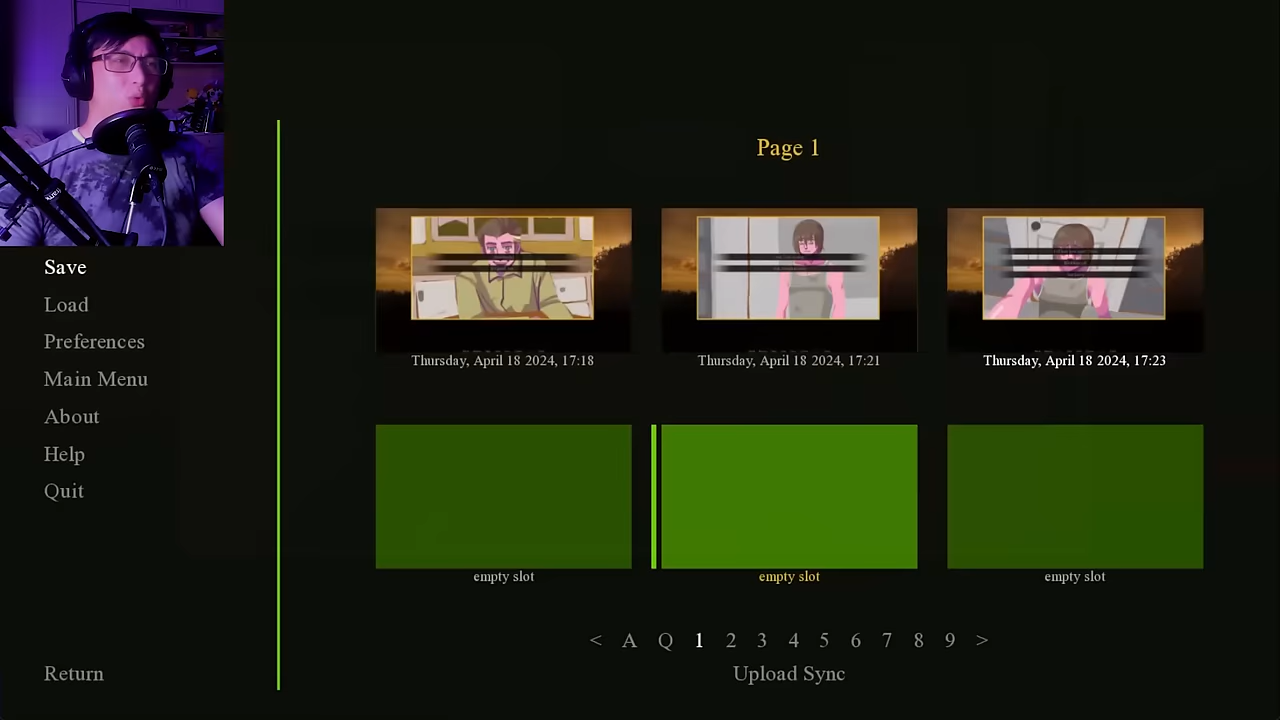 Page 1
Save
Load
Preferences
Main Menu
About
Help
Quit
Return
Thursday, April 18 2024, 17:18
Thursday, April 18 2024, 17:21
Thursday, April 18 2024, 17:23
empty slot
empty slot
empty slot
< A Q 1 2 3 4 5 6 7 8 9 >
Upload Sync